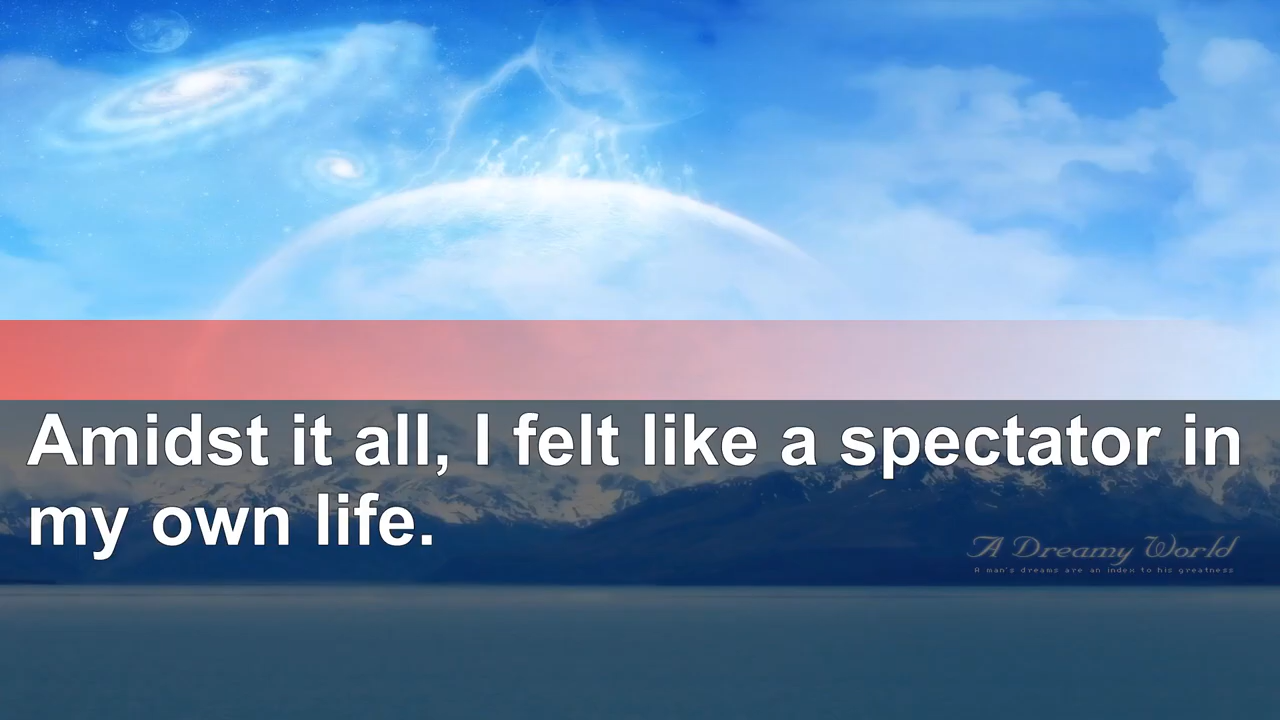 Amidst it all, I felt like a spectator in
my own life.
A Dreamy World
A man's dreams are an index to his greatness